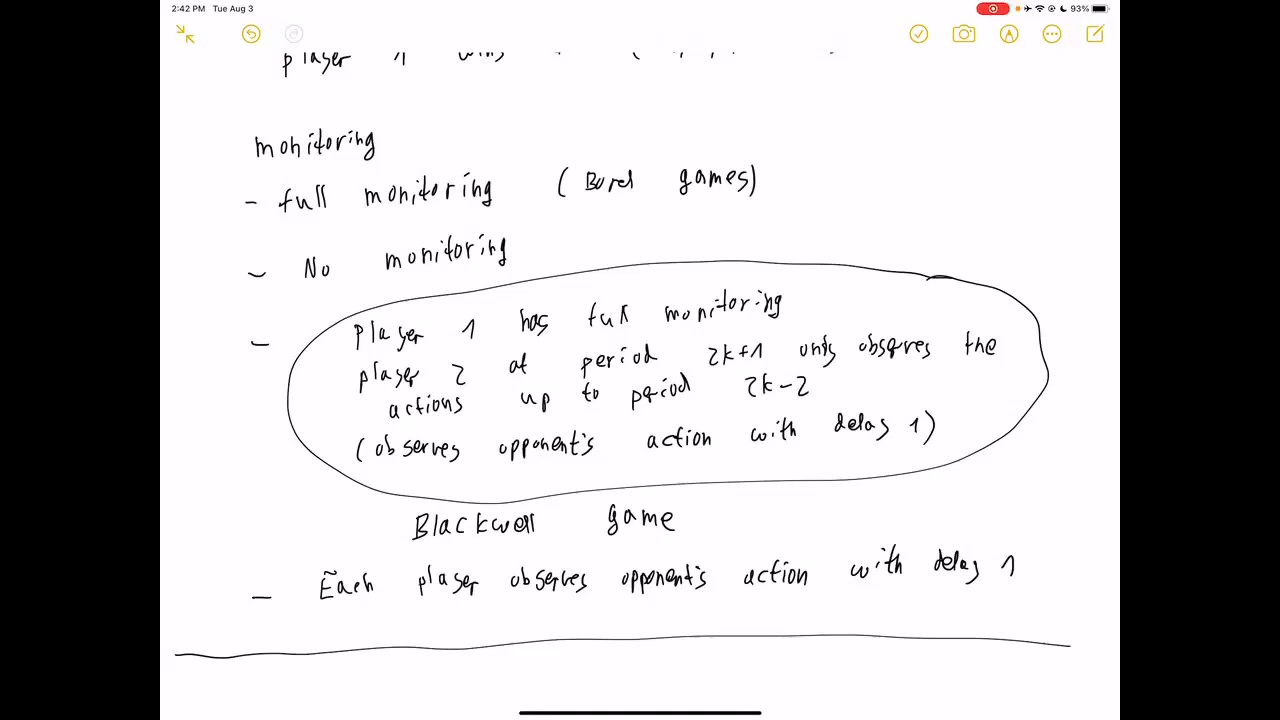 2:42 PM Tue Aug 3
93%
player 1 wins
monitoring
- full monitoring (Borel games)
- No monitoring
- player 1 has full monitoring
player 2 at period 2k+1 only observes the
actions up to period 2k-2
(observes opponent's action with delay 1)
Blackwell game
- Each player observes opponent's action with delay 1